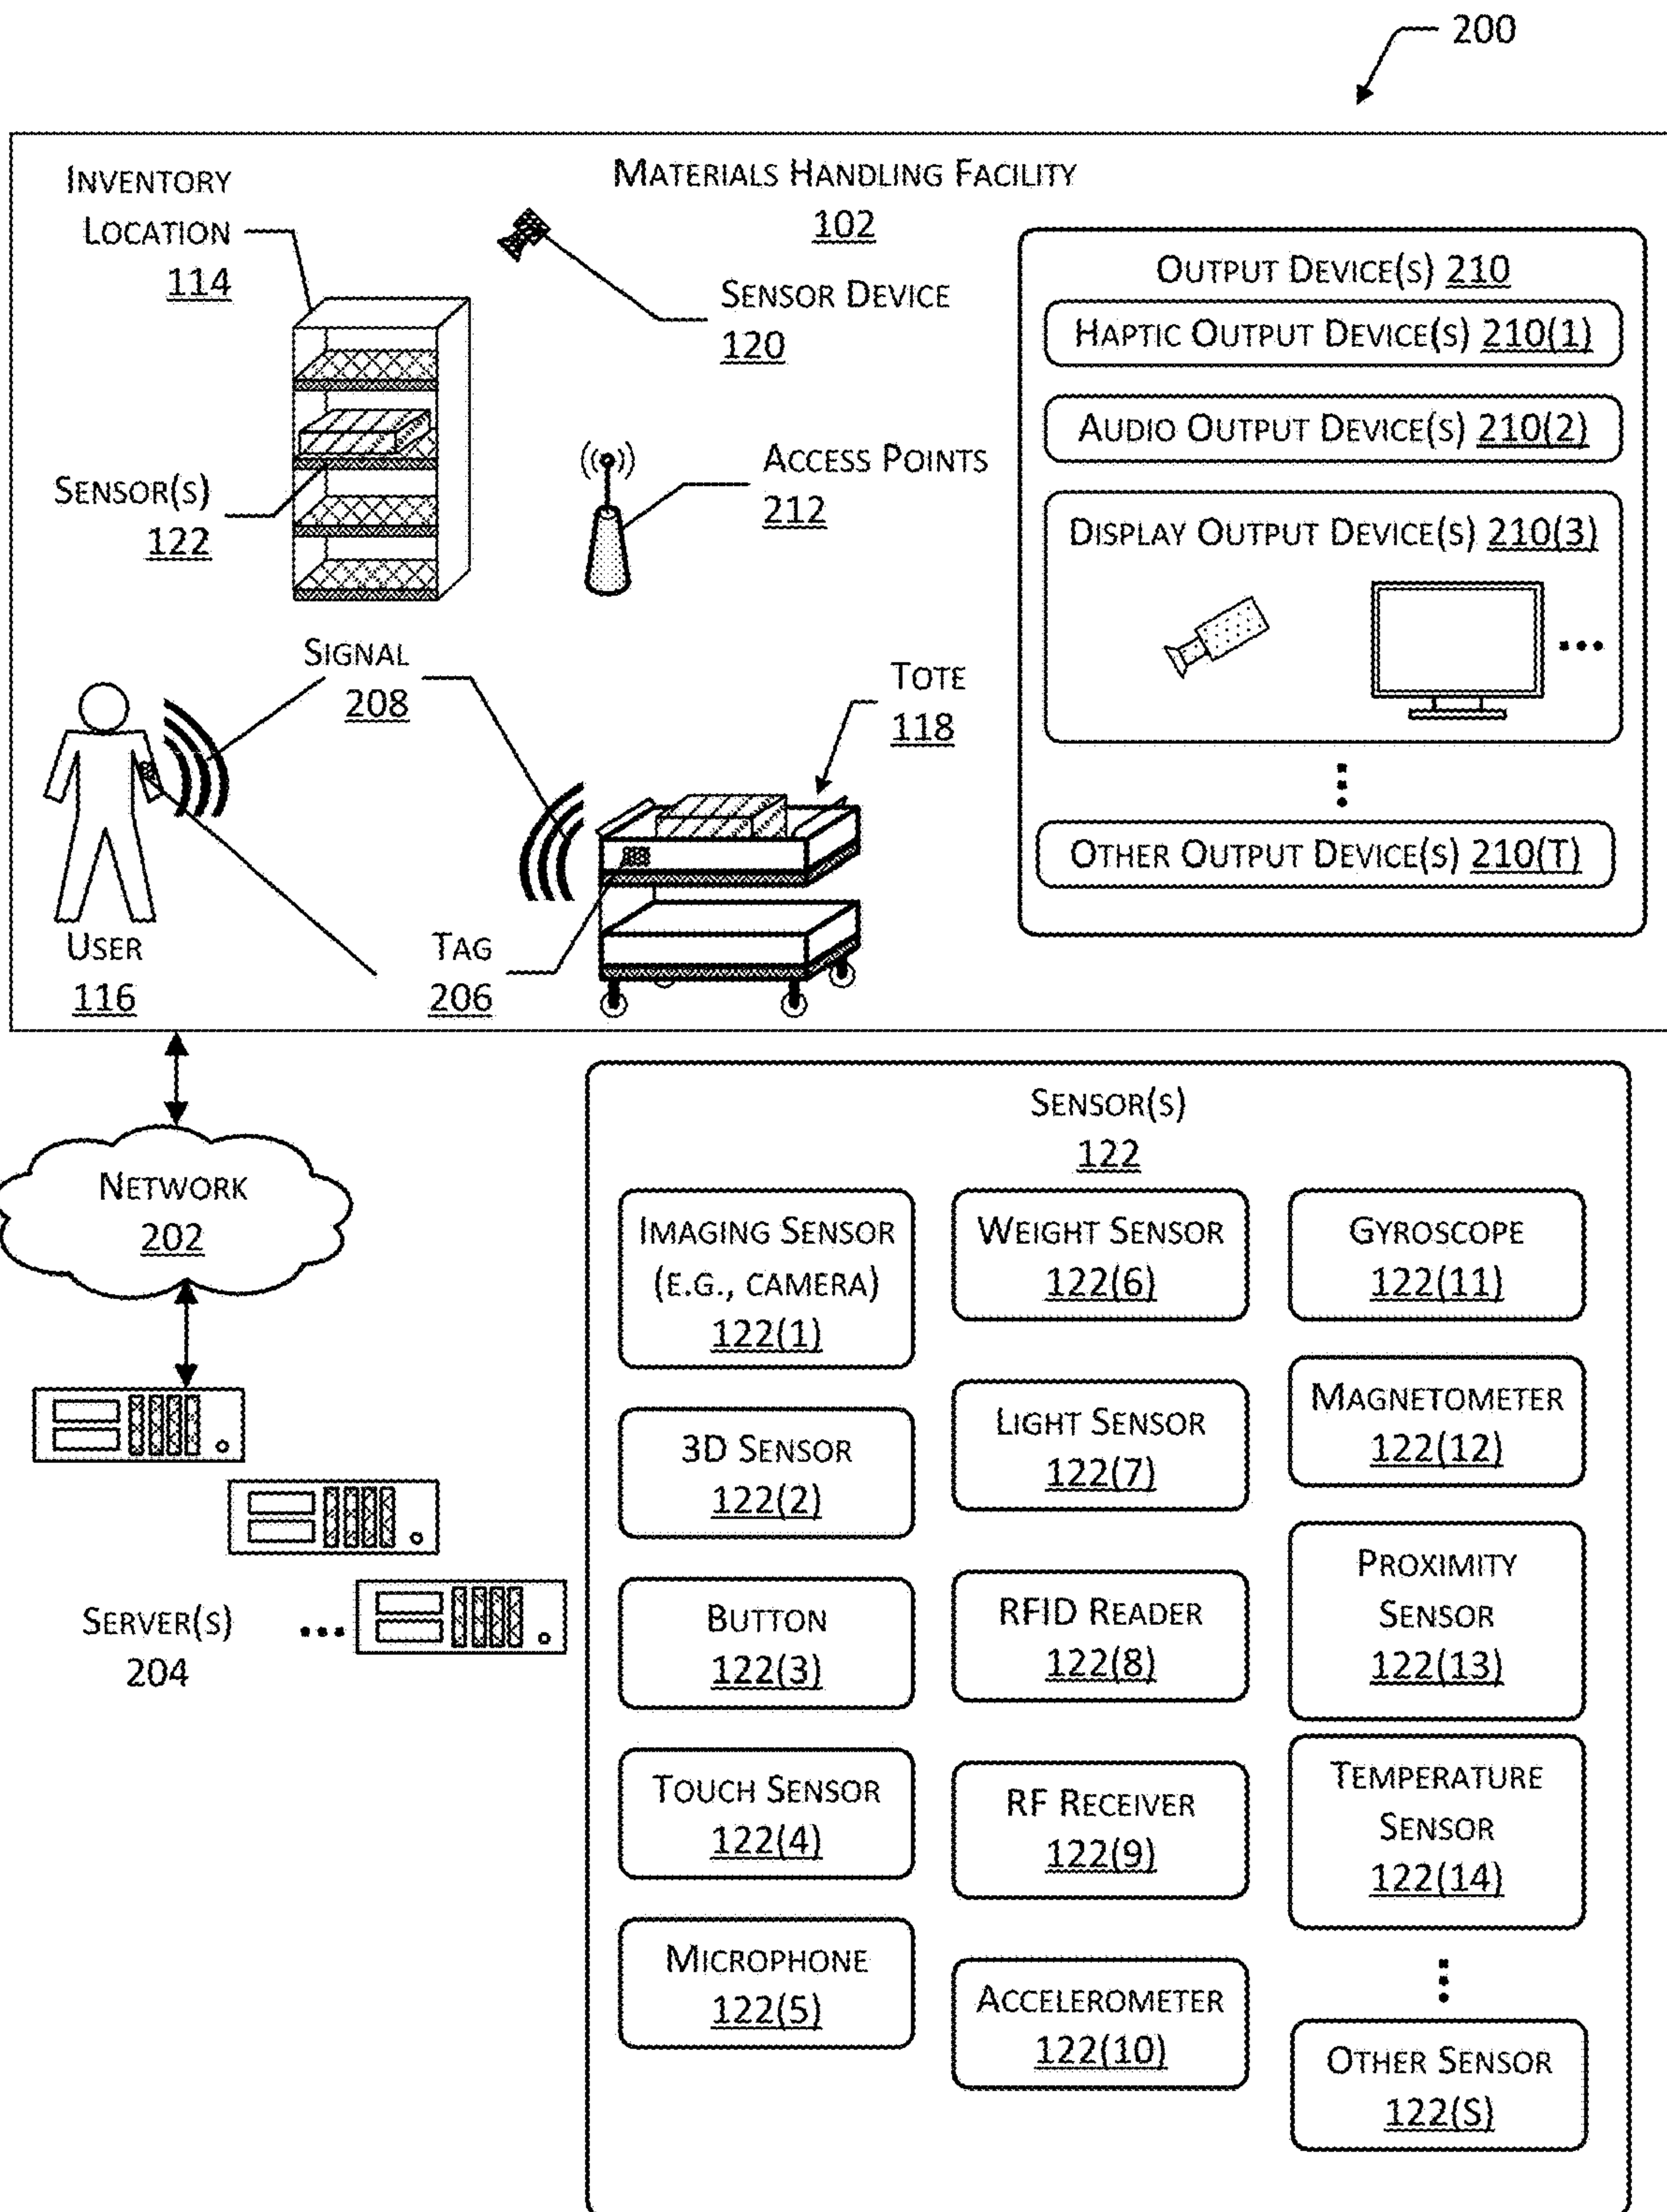 200
MATERIALS HANDLING FACILITY
102
INVENTORY
LOCATION
114
SENSOR DEVICE
120
SENSOR(S)
122
ACCESS POINTS
212
SIGNAL
208
TOTE
118
USER
116
TAG
206
OUTPUT DEVICE(S) 210
HAPTIC OUTPUT DEVICE(S) 210(1)
AUDIO OUTPUT DEVICE(S) 210(2)
DISPLAY OUTPUT DEVICE(S) 210(3)
OTHER OUTPUT DEVICE(S) 210(T)
NETWORK
202
SERVER(S)
204
SENSOR(S)
122
IMAGING SENSOR
(E.G., CAMERA)
122(1)
3D SENSOR
122(2)
BUTTON
122(3)
TOUCH SENSOR
122(4)
MICROPHONE
122(5)
WEIGHT SENSOR
122(6)
LIGHT SENSOR
122(7)
RFID READER
122(8)
RF RECEIVER
122(9)
ACCELEROMETER
122(10)
GYROSCOPE
122(11)
MAGNETOMETER
122(12)
PROXIMITY
SENSOR
122(13)
TEMPERATURE
SENSOR
122(14)
OTHER SENSOR
122(S)